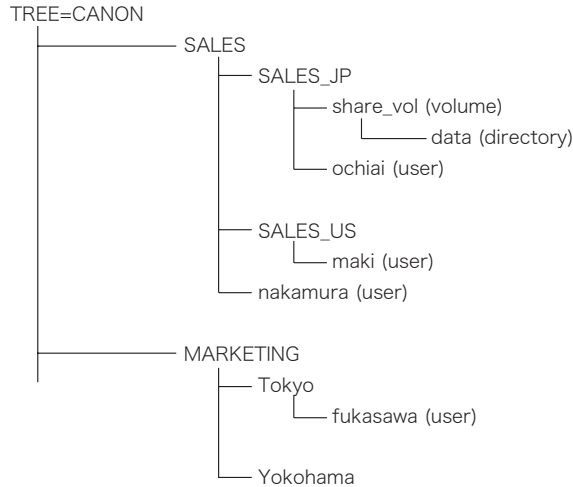 TREE=CANON
SALES
SALES_JP
share_vol (volume)
data (directory)
ochiai (user)
SALES_US
maki (user)
nakamura (user)
MARKETING
Tokyo
fukasawa (user)
Yokohama